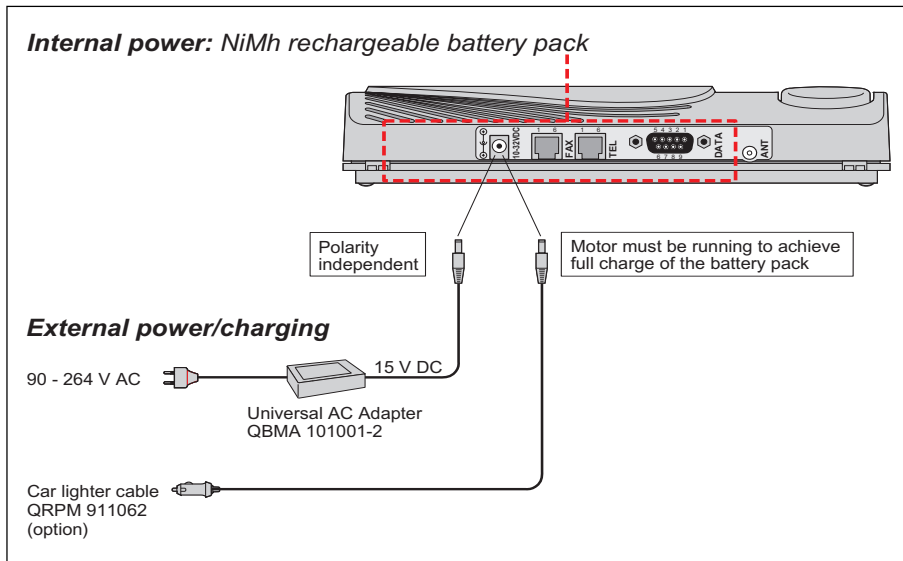 Internal power: NiMh rechargeable battery pack
10-32VDC
1 6
FAX
1 6
TEL
5 4 3 2 1
6 7 8 9
DATA
ANT
Polarity
independent
Motor must be running to achieve
full charge of the battery pack
External power/charging
90 - 264 V AC
15 V DC
Universal AC Adapter
QBMA 101001-2
Car lighter cable
QRPM 911062
(option)